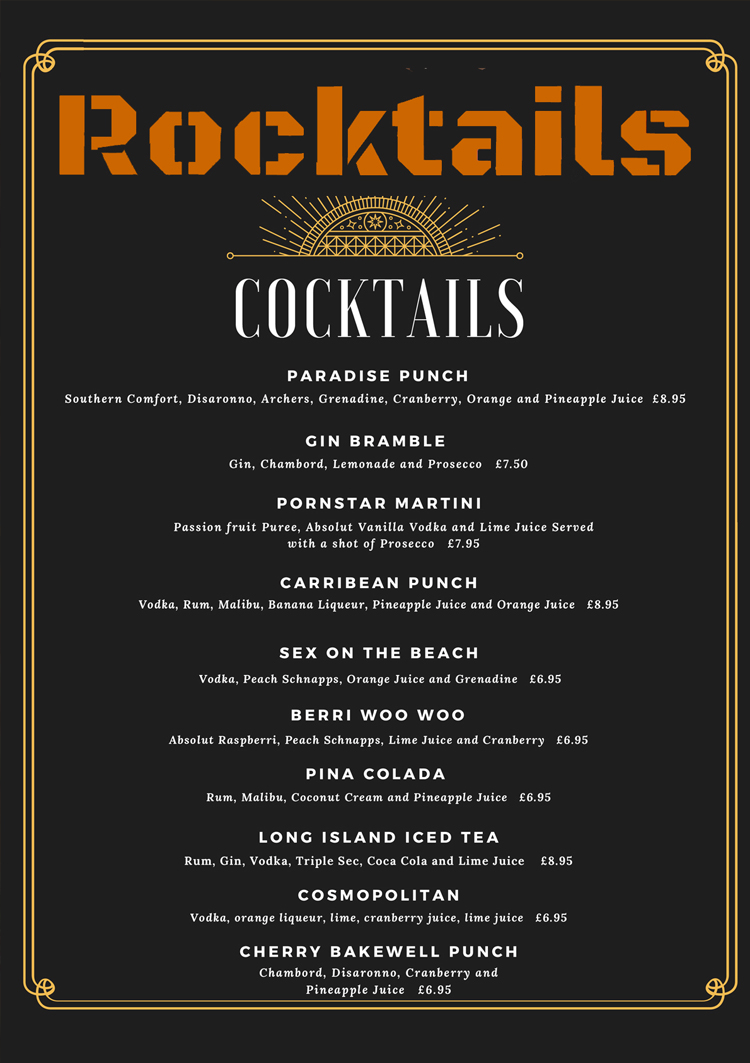 Rocktails
COCKTAILS
PARADISE PUNCH
Southern Comfort, Disaronno, Archers, Grenadine, Cranberry, Orange and Pineapple Juice £8.95
GIN BRAMBLE
Gin, Chambord, Lemonade and Prosecco £7.50
PORNSTAR MARTINI
Passion fruit Puree, Absolut Vanilla Vodka and Lime Juice Served
with a shot of Prosecco £7.95
CARRIBEAN PUNCH
Vodka, Rum, Malibu, Banana Liqueur, Pineapple Juice and Orange Juice £8.95
SEX ON THE BEACH
Vodka, Peach Schnapps, Orange Juice and Grenadine £6.95
BERRI WOO WOO
Absolut Raspberri, Peach Schnapps, Lime Juice and Cranberry £6.95
PINA COLADA
Rum, Malibu, Coconut Cream and Pineapple Juice £6.95
LONG ISLAND ICED TEA
Rum, Gin, Vodka, Triple Sec, Coca Cola and Lime Juice £8.95
COSMOPOLITAN
Vodka, orange liqueur, lime, cranberry juice, lime juice £6.95
CHERRY BAKEWELL PUNCH
Chambord, Disaronno, Cranberry and
Pineapple Juice £6.95